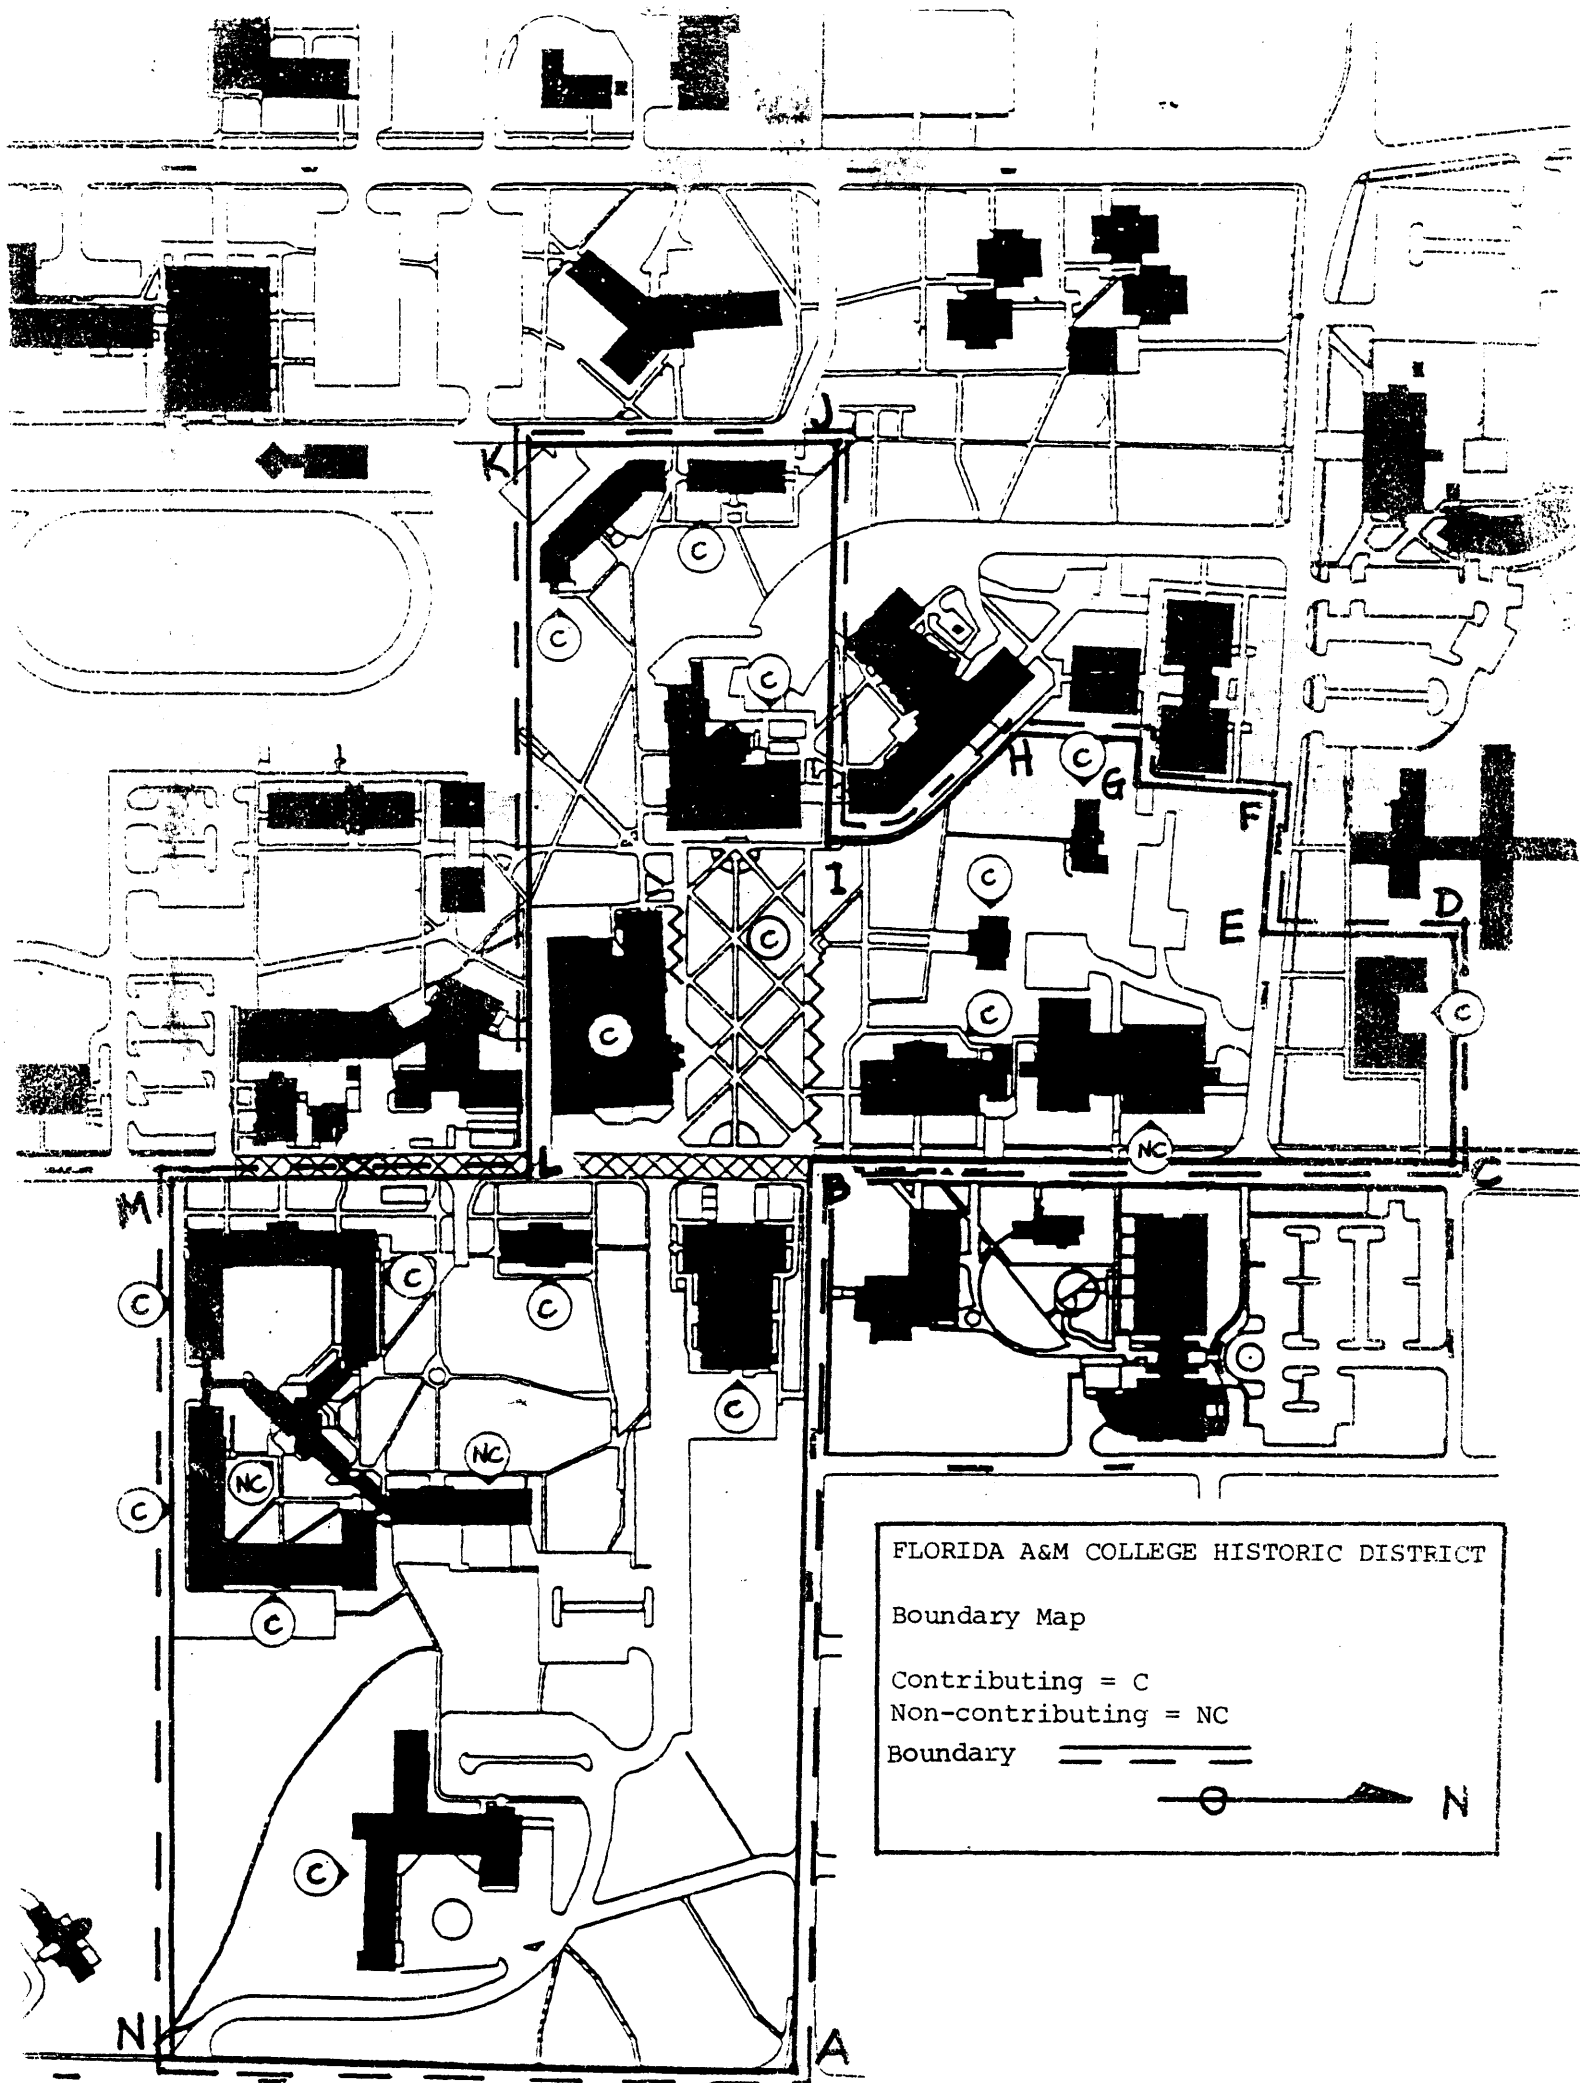 J
K
C
C
C
H
C
G
F
C
I
D
E
C
C
C
C
NC
L
B
C
M
C
C
C
C
NC
NC
C
C
FLORIDA A&M COLLEGE HISTORIC DISTRICT
Boundary Map
Contributing = C
Non-contributing = NC
Boundary
N
C
N
A